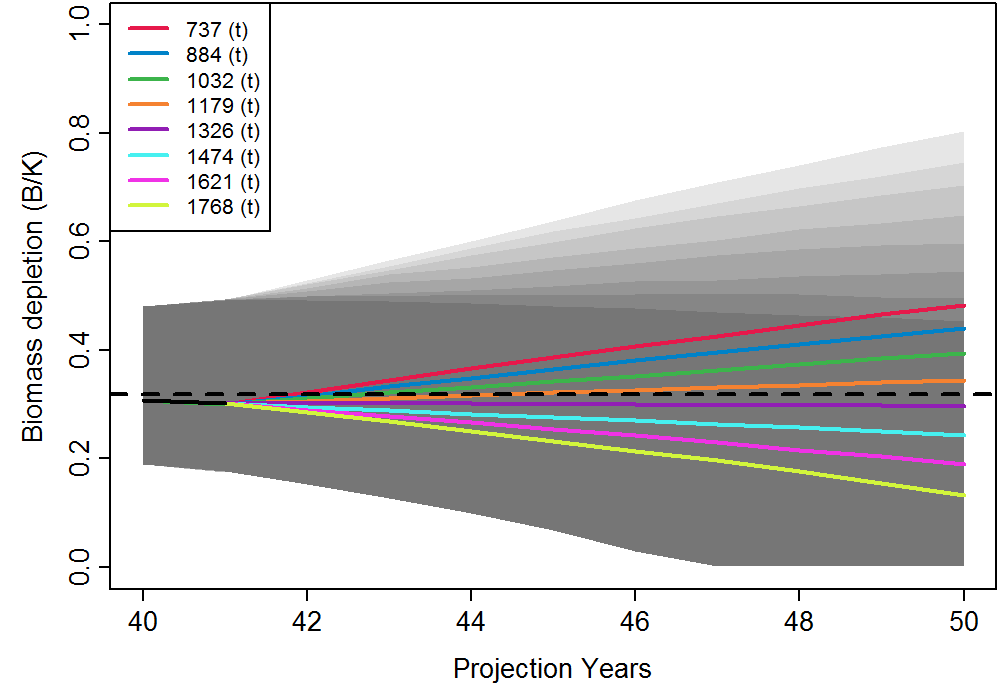 737 (t)
884 (t)
1032 (t)
1179 (t)
1326 (t)
1474 (t)
1621 (t)
1768 (t)
Biomass depletion (B/K)
1.0
0.8
0.6
0.4
0.2
0.0
40 42 44 46 48 50
Projection Years